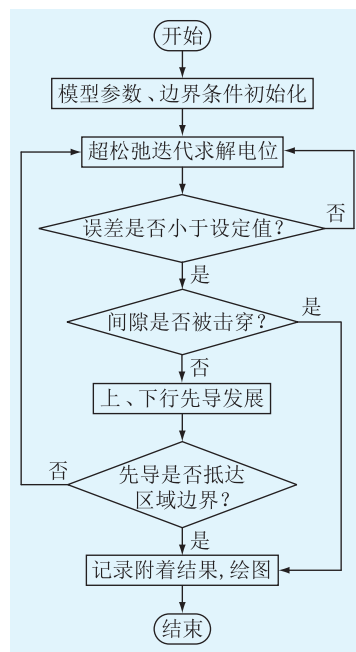 开始
模型参数、边界条件初始化
超松弛迭代求解电位
误差是否小于设定值？
否
是
间隙是否被击穿？
是
否
上、下行先导发展
先导是否抵达
区域边界？
否
是
记录附着结果,绘图
结束